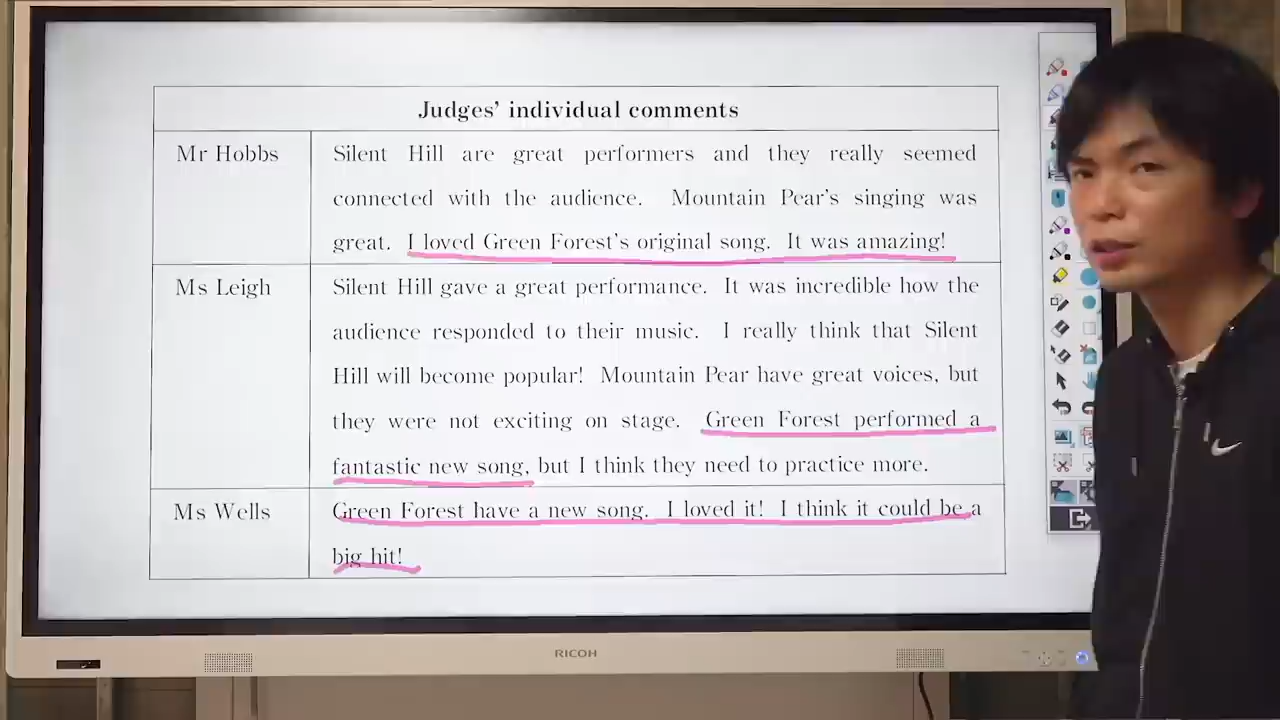 Judges' individual comments
Mr Hobbs
Silent Hill are great performers and they really seemed
connected with the audience. Mountain Pear's singing was
great. I loved Green Forest's original song. It was amazing!
Ms Leigh
Silent Hill gave a great performance. It was incredible how the
audience responded to their music. I really think that Silent
Hill will become popular! Mountain Pear have great voices, but
they were not exciting on stage. Green Forest performed a
fantastic new song, but I think they need to practice more.
Ms Wells
Green Forest have a new song. I loved it! I think it could be a
big hit!
RICOH